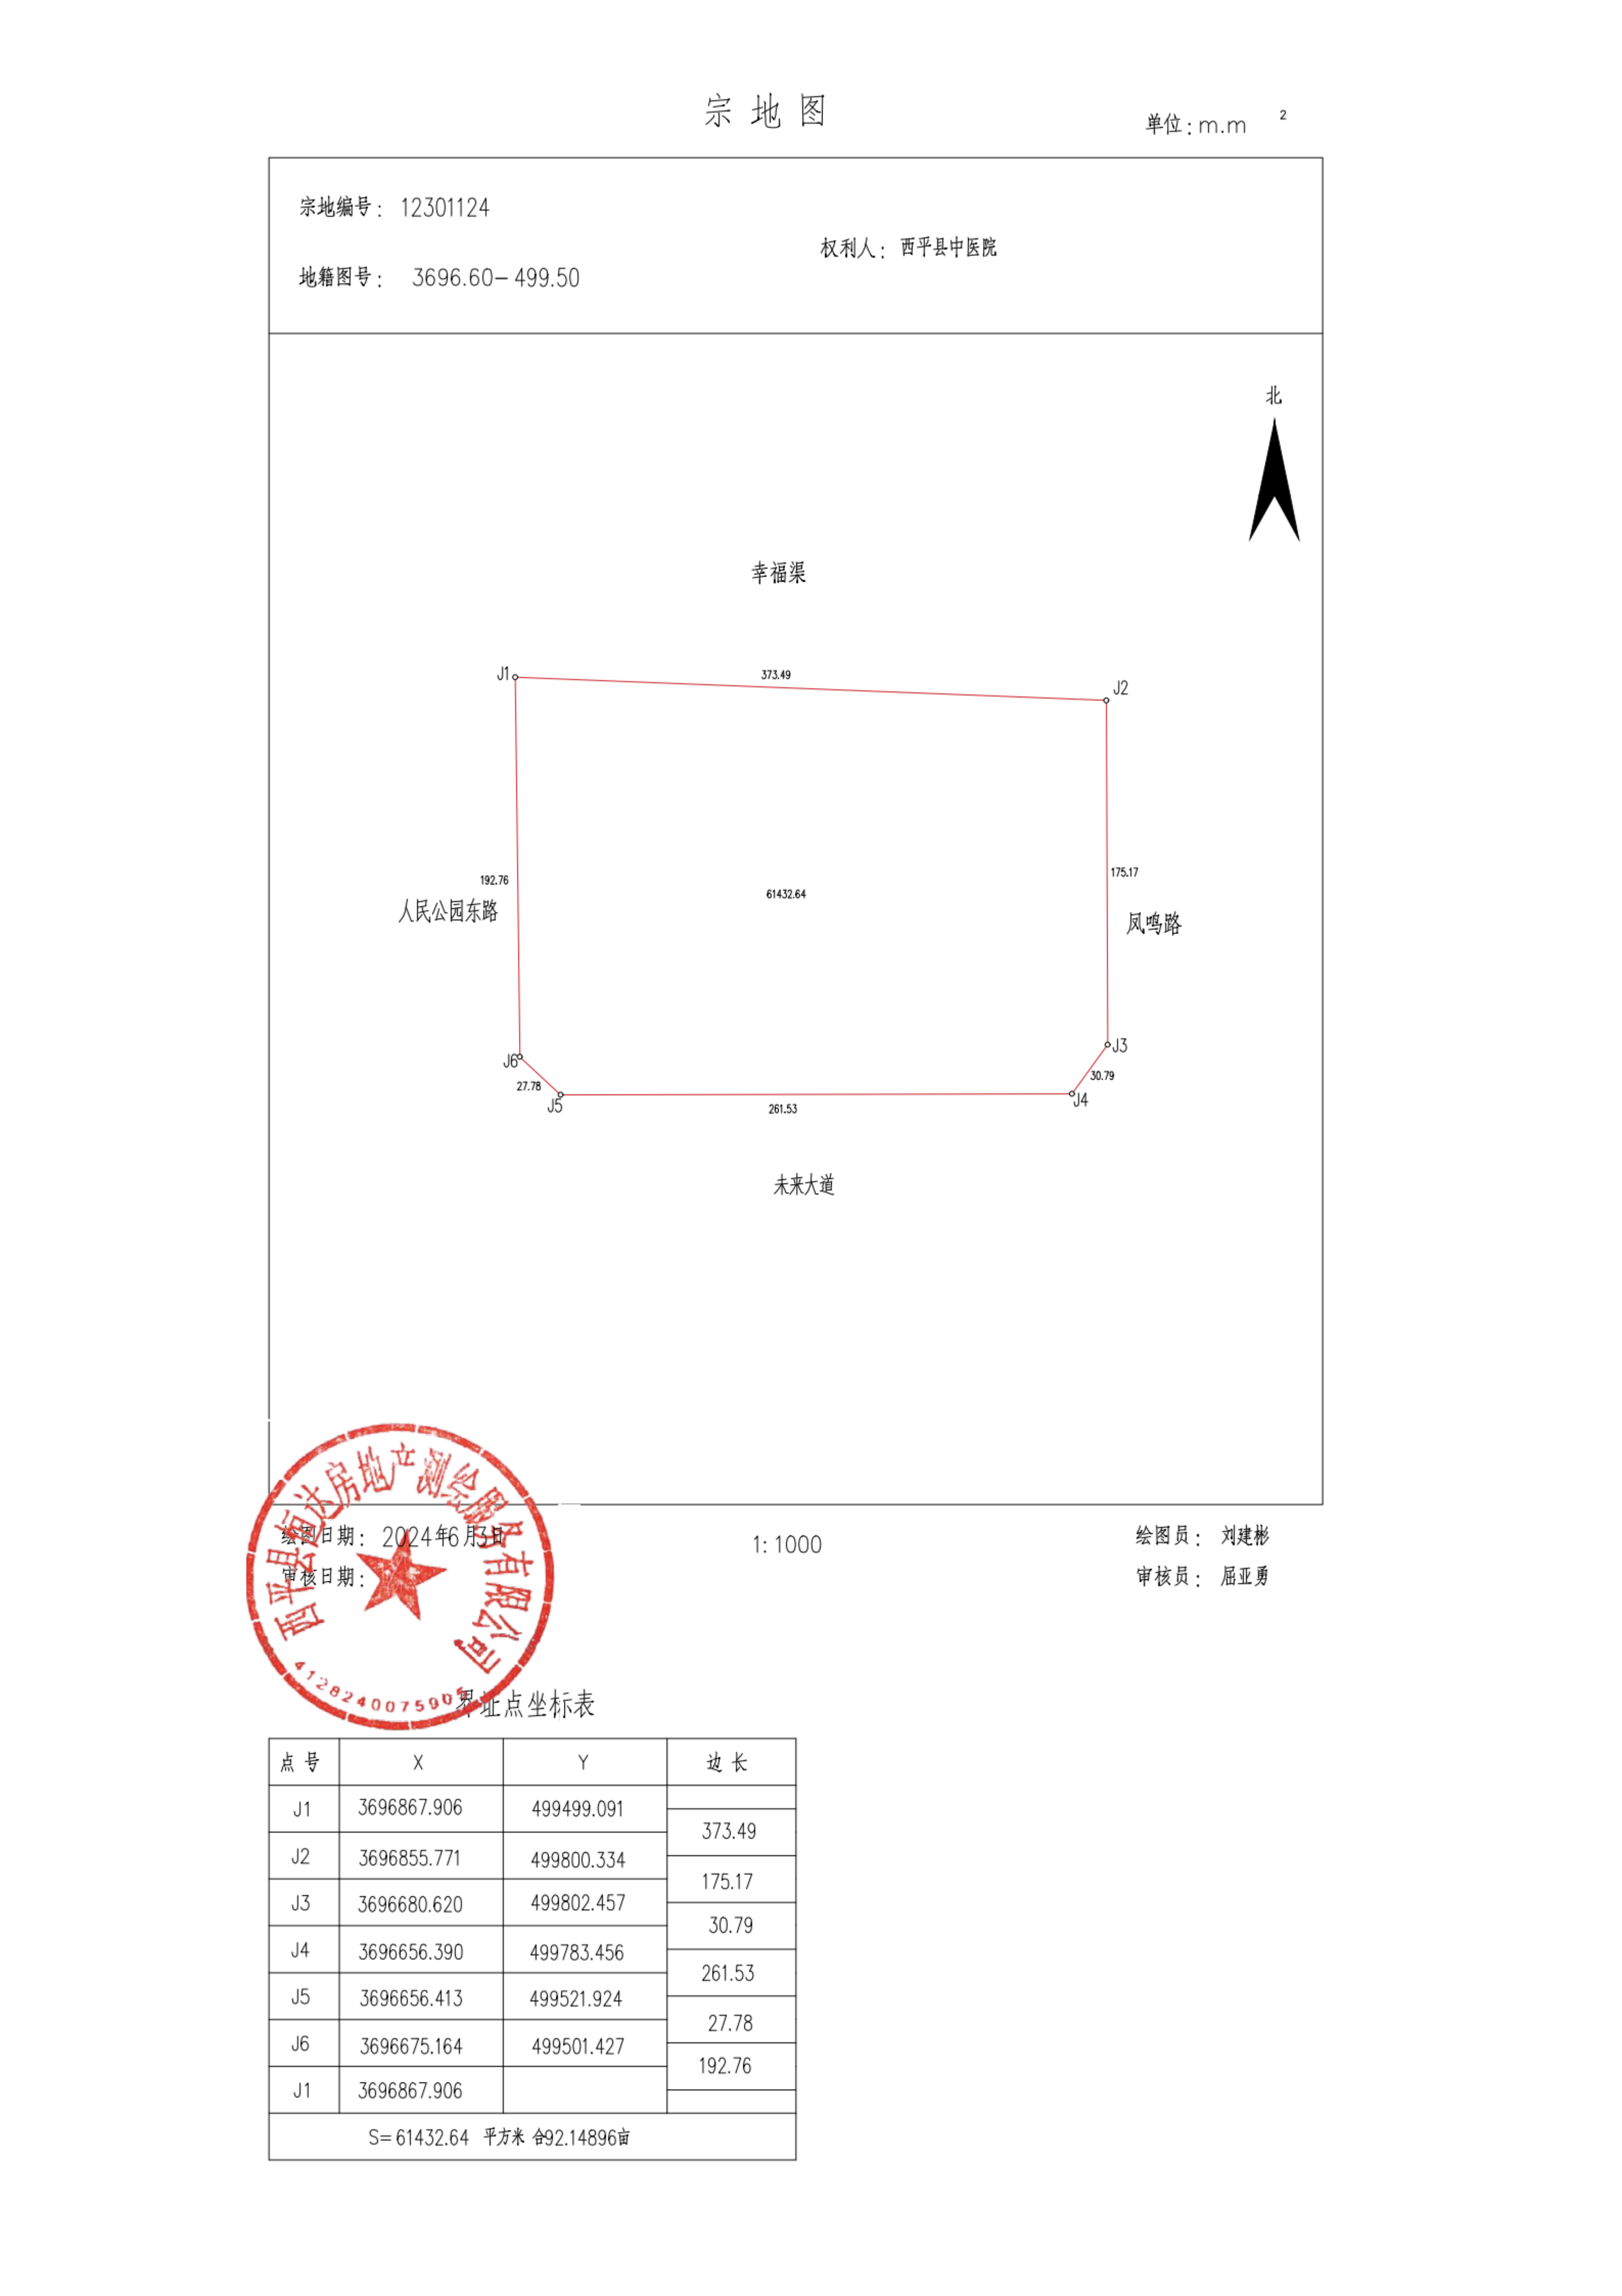 宗地图
单位:m.m²
宗地编号: 12301124
权利人: 西平县中医院
地籍图号: 3696.60-499.50
北
幸福渠
J1
373.49
J2
192.76
175.17
61432.64
人民公园东路
凤鸣路
J6
J3
27.78
30.79
J5
261.53
J4
未来大道
绘图日期: 2024年6月3日
1:1000
绘图员: 刘建彬
审核日期:
审核员: 屈亚勇
西平县恒达房地产测绘服务有限公司
4128240075905
界址点坐标表
点号 X Y 边长
J1 3696867.906 499499.091
373.49
J2 3696855.771 499800.334
175.17
J3 3696680.620 499802.457
30.79
J4 3696656.390 499783.456
261.53
J5 3696656.413 499521.924
27.78
J6 3696675.164 499501.427
192.76
J1 3696867.906
S=61432.64 平方米 合92.14896亩